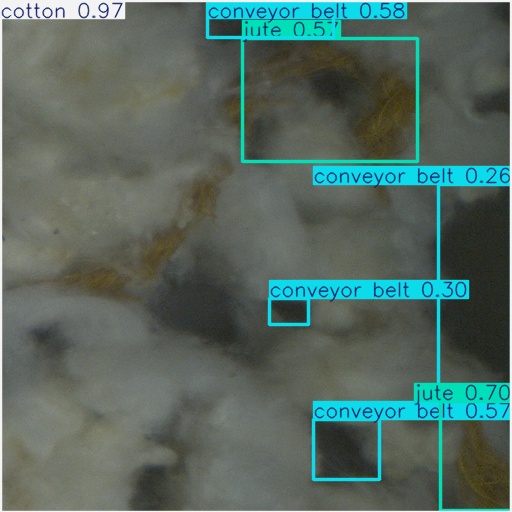 cotton 0.97
conveyor belt 0.58
jute 0.57
conveyor belt 0.26
conveyor belt 0.30
jute 0.70
conveyor belt 0.57